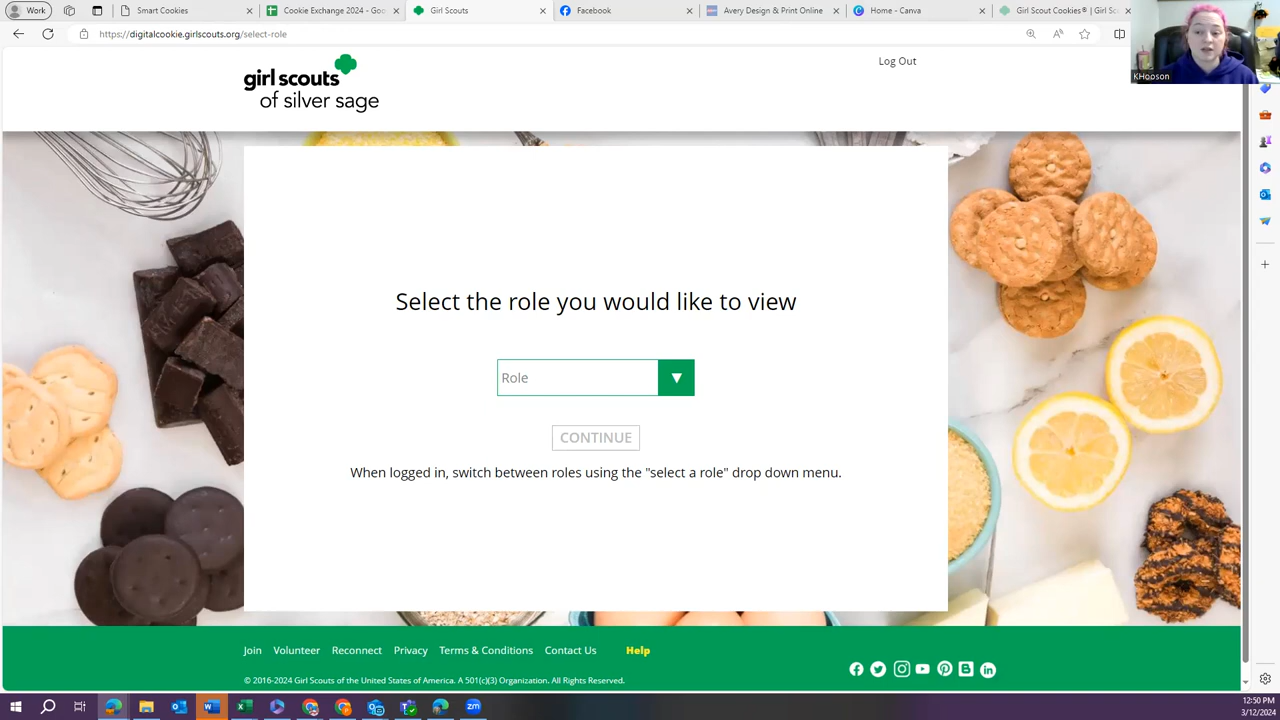 Work
Smart Cookies
Cookie Exchange 2024 - Goo
Girl Scouts
Facebook
Avery Design & Print Online
Home - Canva
Girl Scout Cookies® | Girl Sc
https://digitalcookie.girlscouts.org/select-role
KHopson
girl scouts
of silver sage
Log Out
Select the role you would like to view
Role
CONTINUE
When logged in, switch between roles using the "select a role" drop down menu.
Join Volunteer Reconnect Privacy Terms & Conditions Contact Us Help
© 2016-2024 Girl Scouts of the United States of America. A 501(c)(3) Organization. All Rights Reserved.
12:50 PM
3/12/2024